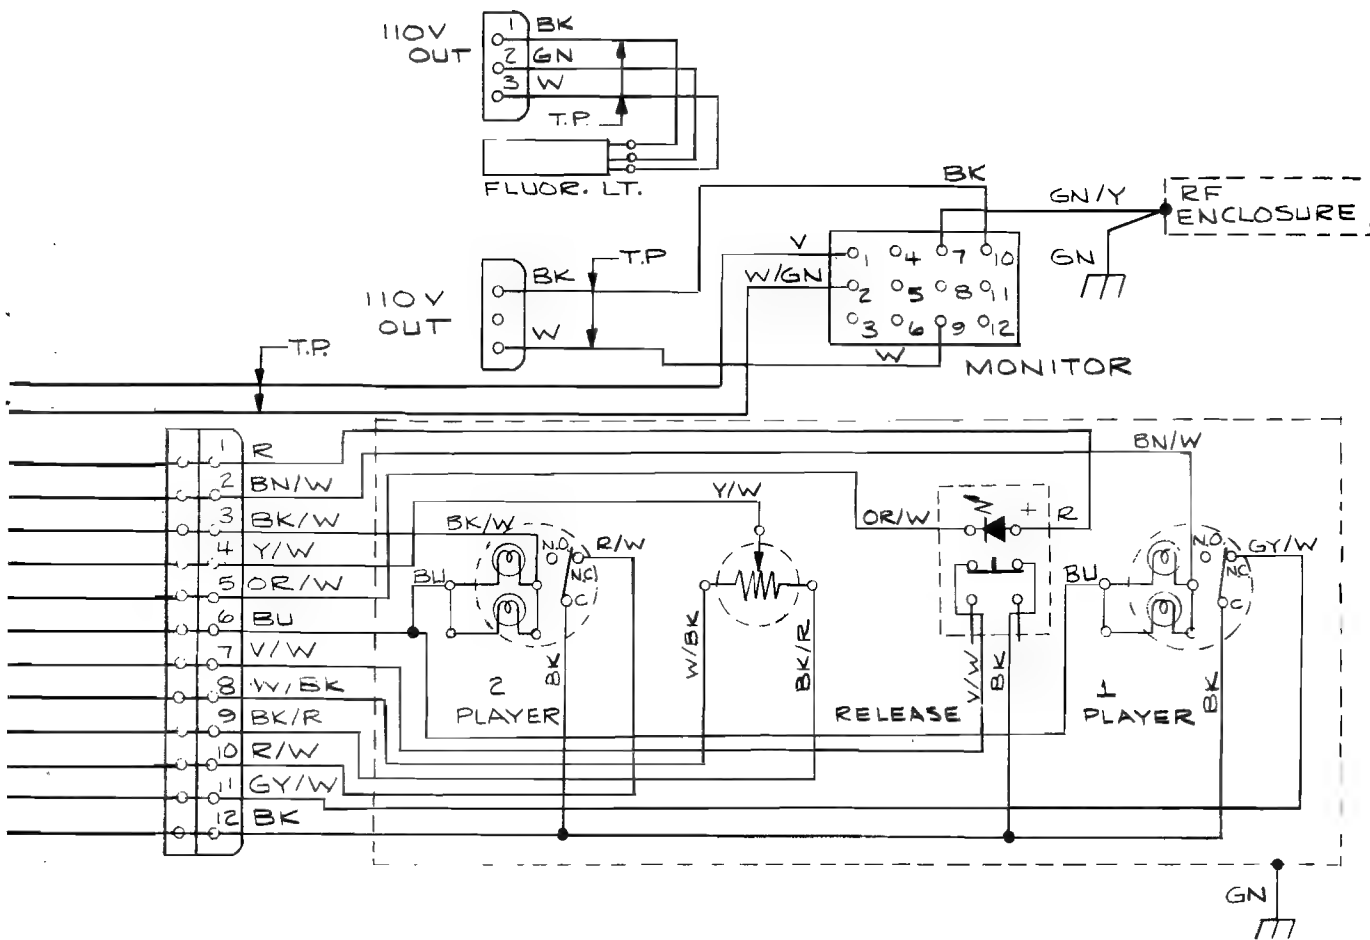 110V
OUT
1 BK
2 GN
3 W
T.P.
FLUOR. LT.
BK
GN/Y
RF
ENCLOSURE
GN
110V
OUT
BK
W
T.P
V
W/GN
1 4 7 10
2 5 8 11
3 6 9 12
W
MONITOR
T.P.
1 R
2 BN/W
3 BK/W
4 Y/W
5 OR/W
6 BU
7 V/W
8 W/BK
9 BK/R
10 R/W
11 GY/W
12 BK
BK/W
N.O.
R/W
NC
BU
C
BK
2
PLAYER
Y/W
W/BK
BK/R
OR/W
+
R
V/W
BK
RELEASE
BN/W
N.O.
GY/W
NC
BU
C
BK
1
PLAYER
GN